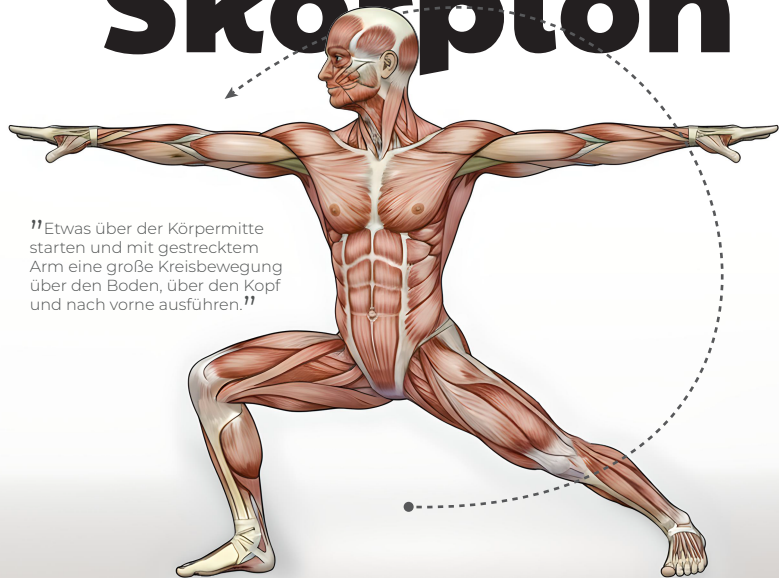 Skorpion
"Etwas über der Körpermitte
starten und mit gestrecktem
Arm eine große Kreisbewegung
über den Boden, über den Kopf
und nach vorne ausführen."